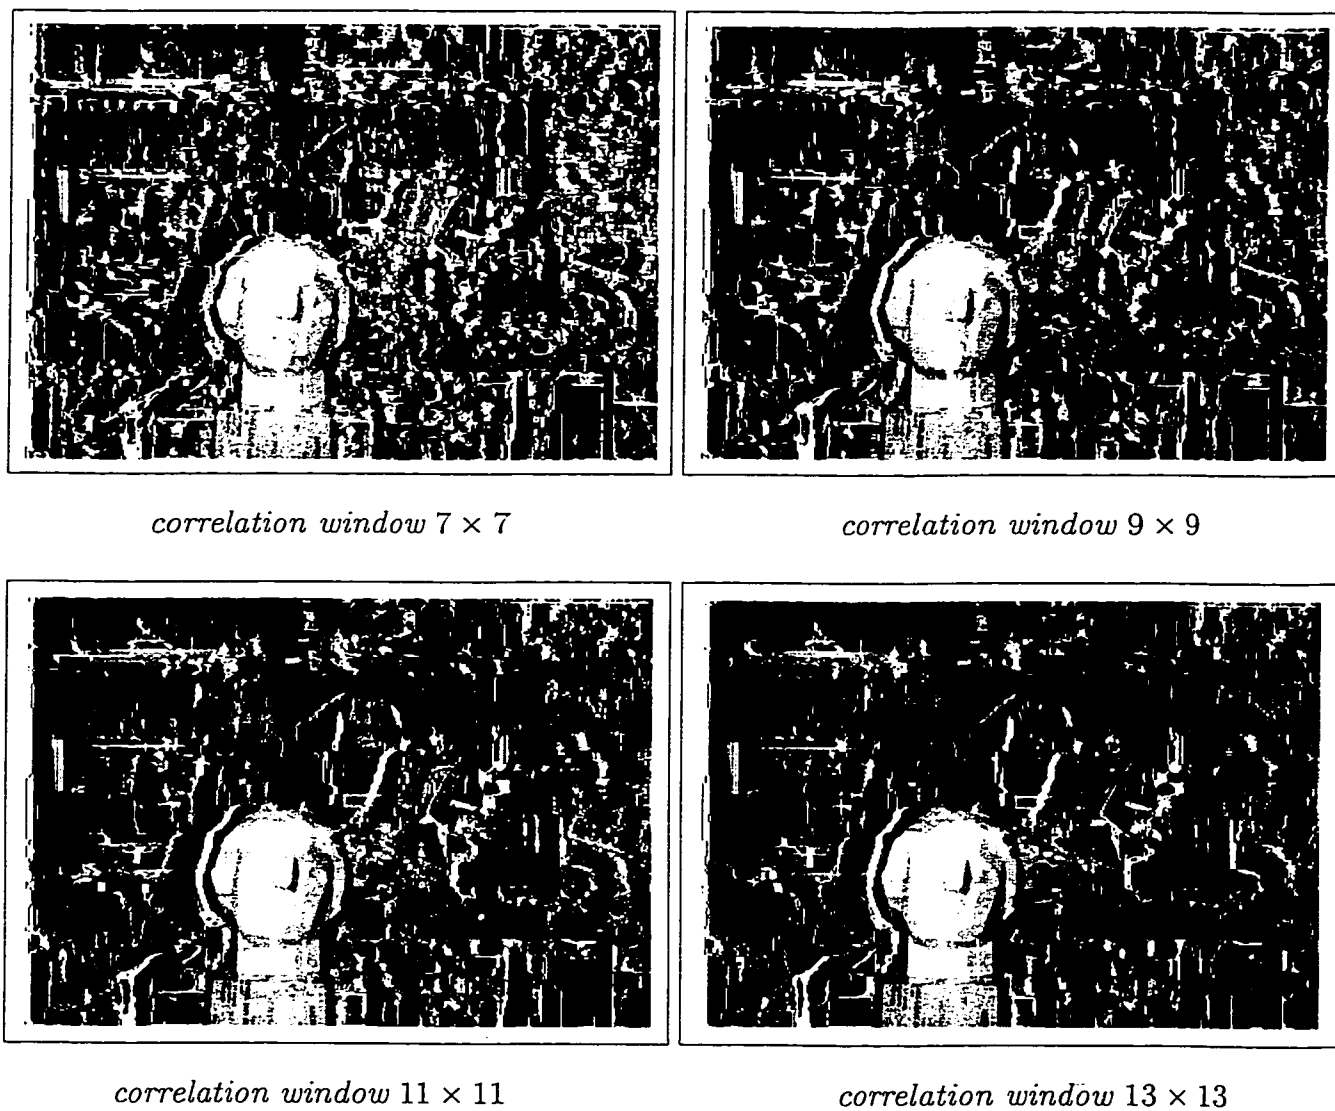 correlation window 7 × 7
correlation window 9 × 9
correlation window 11 × 11
correlation window 13 × 13